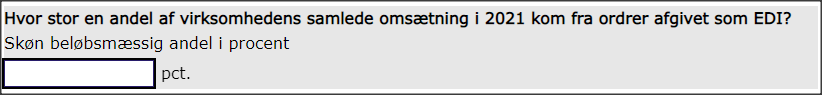 Hvor stor en andel af virksomhedens samlede omsætning i 2021 kom fra ordrer afgivet som EDI?
Skøn beløbsmæssig andel i procent
pct.